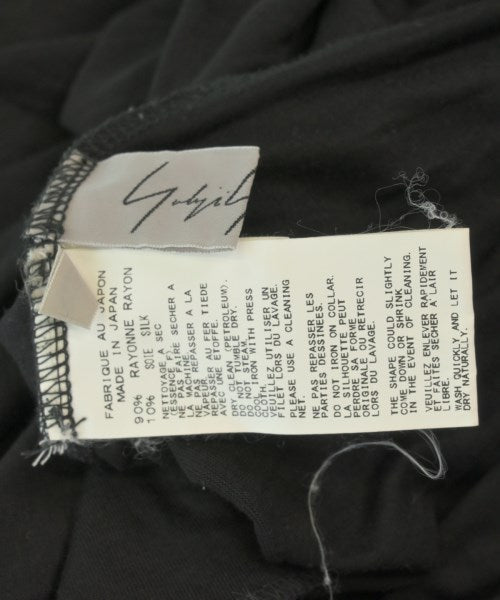 Yohji
FABRIQUE AU JAPON
MADE IN JAPAN
90% RAYONNE RAYON
10% SOIE SILK
NETTOYAGE A SEC
(ESSENCE).
NE PAS FAIRE SECHER A
LA MACHINE.
NE PAS REPASSER A LA
VAPEUR.
REPASSER AU FER TIEDE
AVEC UNE ETOFFE.
DRY CLEAN (PETROLEUM).
DO NOT TUMBLE DRY.
DO NOT STEAM.
COOL IRON WITH PRESS
CLOTH.
VEUILLEZ UTILISER UN
FILET LORS DU LAVAGE.
PLEASE USE A CLEANING
NET.
NE PAS REPASSER LES
PARTIES DESSINEES.
DO NOT IRON ON COLLAR.
LA SILHOUETTE PEUT
PERDRE SA FORME
ORIGINALE OU RETRECIR
LORS DU LAVAGE.
THE SHAPE COULD SLIGHTLY
COME DOWN OR SHRINK
IN THE EVENT OF CLEANING.
VEUILLEZ ENLEVER RAPIDEMENT
ET FAITES SECHER A L'AIR
LIBRE.
WASH QUICKLY AND LET IT
DRY NATURALLY.